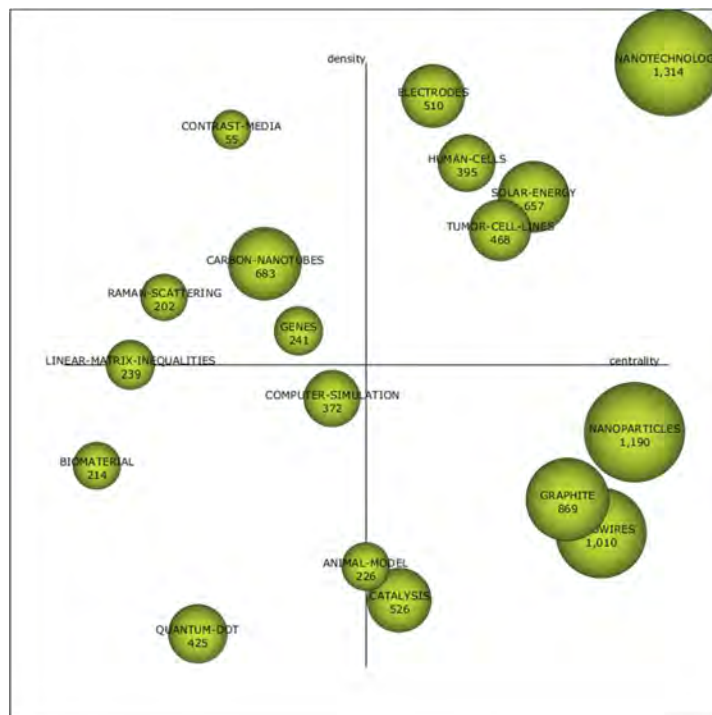 density
NANOTECHNOLOG
1,314
ELECTRODES
510
CONTRAST-MEDIA
55
HUMAN-CELLS
395
SOLAR-ENERGY
657
TUMOR-CELL-LINES
468
CARBON-NANOTUBES
683
RAMAN-SCATTERING
202
GENES
241
LINEAR-MATRIX-INEQUALITIES
239
centrality
COMPUTER-SIMULATION
372
NANOPARTICLES
1,190
BIOMATERIAL
214
GRAPHITE
869
WIRES
1,010
ANIMAL-MODEL
226
CATALYSIS
526
QUANTUM-DOT
425